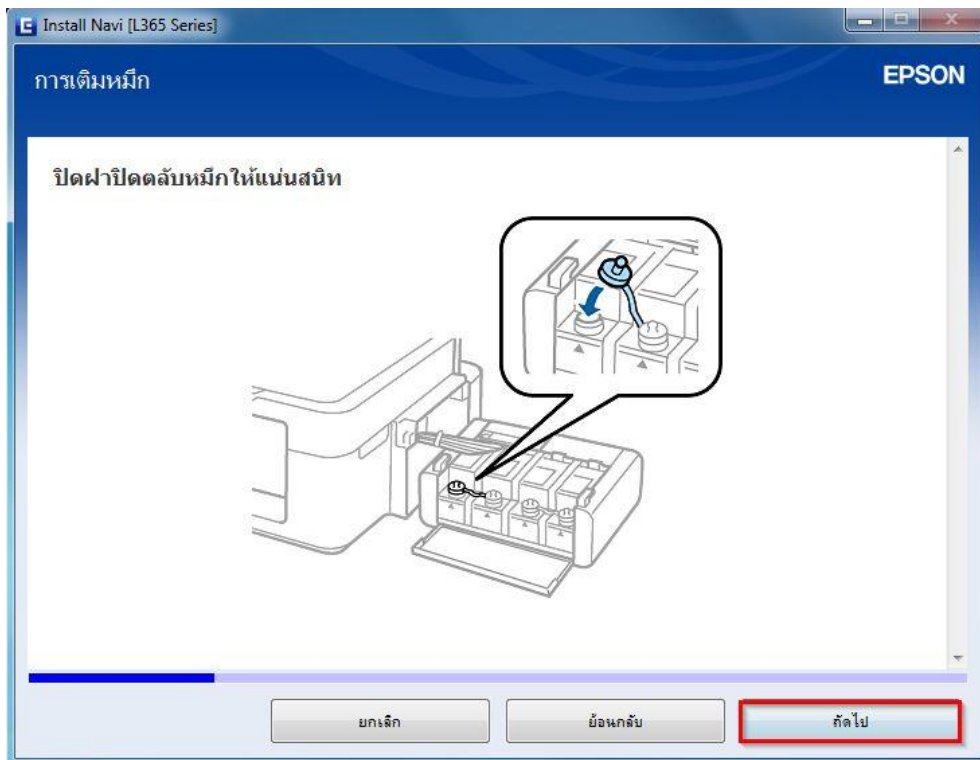 Install Navi [L365 Series]
การเติมหมึก
EPSON
ปิดฝาปิดตลับหมึกให้แน่นสนิท
ยกเลิก
ย้อนกลับ
ถัดไป